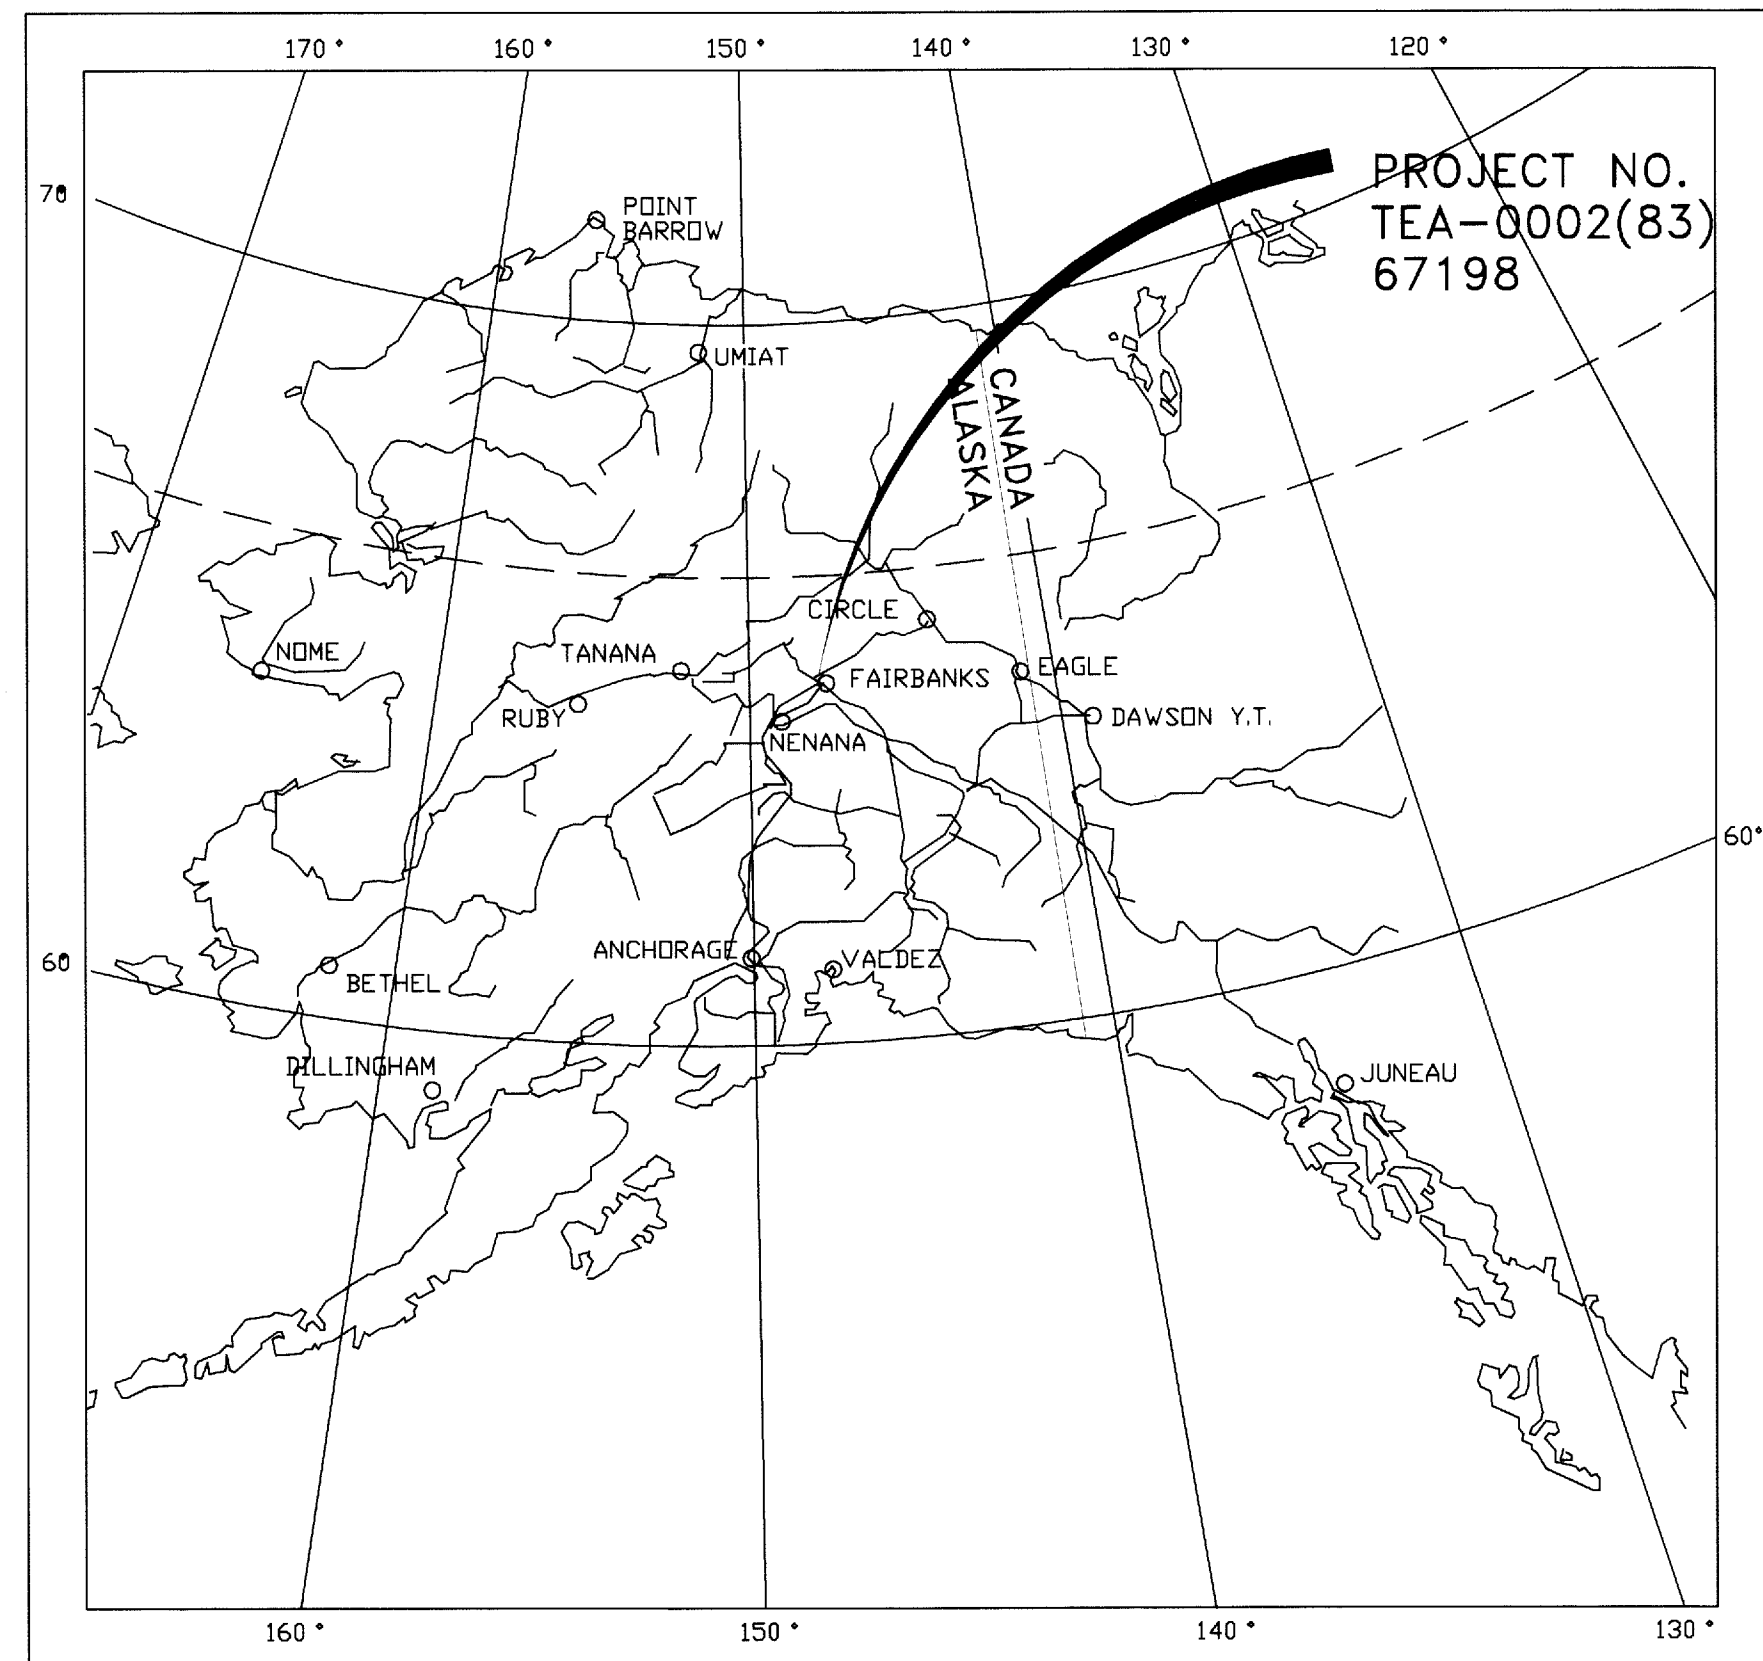 170 °
160 °
150 °
140 °
130 °
120 °
70
PROJECT NO.
TEA-0002(83)
67198
POINT
BARROW
UMIAT
CANADA
ALASKA
CIRCLE
NOME
TANANA
FAIRBANKS
EAGLE
RUBY
DAWSON Y.T.
NENANA
60°
ANCHORAGE
VALDEZ
60
BETHEL
DILLINGHAM
JUNEAU
160 °
150 °
140 °
130 °